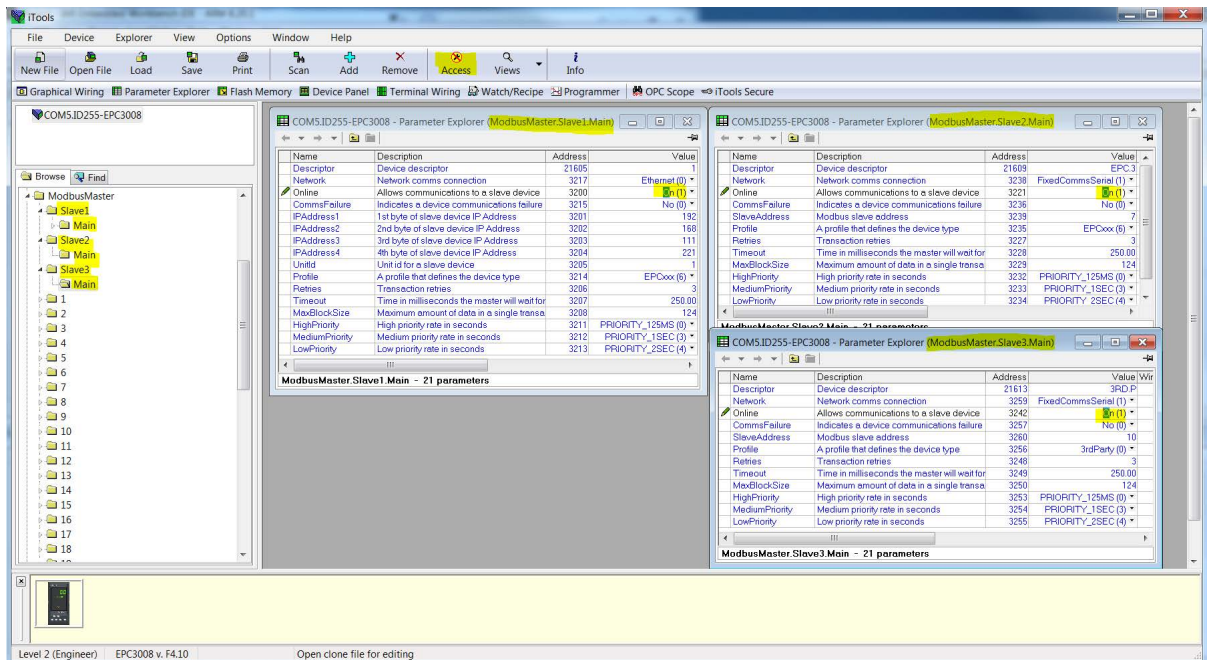 iTools
File Device Explorer View Options Window Help
New File Open File Load Save Print Scan Add Remove Access Views Info
Graphical Wiring Parameter Explorer Flash Memory Device Panel Terminal Wiring Watch/Recipe Programmer OPC Scope iTools Secure
COM5.ID255-EPC3008
Browse Find
ModbusMaster
Slave1
Main
Slave2
Main
Slave3
Main
1
2
3
4
5
6
7
8
9
10
11
12
13
14
15
16
17
18
COM5.ID255-EPC3008 - Parameter Explorer (ModbusMaster.Slave1.Main)
Name Description Address Value
Descriptor Device descriptor 21605 1
Network Network comms connection 3217 Ethernet (0)
Online Allows communications to a slave device 3200 On (1)
CommsFailure Indicates a device communications failure 3215 No (0)
IPAddress1 1st byte of slave device IP Address 3201 192
IPAddress2 2nd byte of slave device IP Address 3202 168
IPAddress3 3rd byte of slave device IP Address 3203 111
IPAddress4 4th byte of slave device IP Address 3204 221
UnitId Unit id for a slave device 3205 1
Profile A profile that defines the device type 3214 EPCxxx (6)
Retries Transaction retries 3206 3
Timeout Time in milliseconds the master will wait for 3207 250.00
MaxBlockSize Maximum amount of data in a single transa 3208 124
HighPriority High priority rate in seconds 3211 PRIORITY_125MS (0)
MediumPriority Medium priority rate in seconds 3212 PRIORITY_1SEC (3)
LowPriority Low priority rate in seconds 3213 PRIORITY_2SEC (4)
ModbusMaster.Slave1.Main - 21 parameters
COM5.ID255-EPC3008 - Parameter Explorer (ModbusMaster.Slave2.Main)
Name Description Address Value
Descriptor Device descriptor 21609 EPC.3
Network Network comms connection 3238 FixedCommsSerial (1)
Online Allows communications to a slave device 3221 On (1)
CommsFailure Indicates a device communications failure 3236 No (0)
SlaveAddress Modbus slave address 3239 7
Profile A profile that defines the device type 3235 EPCxxx (6)
Retries Transaction retries 3227 3
Timeout Time in milliseconds the master will wait for 3228 250.00
MaxBlockSize Maximum amount of data in a single transa 3229 124
HighPriority High priority rate in seconds 3232 PRIORITY_125MS (0)
MediumPriority Medium priority rate in seconds 3233 PRIORITY_1SEC (3)
LowPriority Low priority rate in seconds 3234 PRIORITY_2SEC (4)
ModbusMaster.Slave2.Main - 21 parameters
COM5.ID255-EPC3008 - Parameter Explorer (ModbusMaster.Slave3.Main)
Name Description Address Value Wir
Descriptor Device descriptor 21613 3RD.P
Network Network comms connection 3259 FixedCommsSerial (1)
Online Allows communications to a slave device 3242 On (1)
CommsFailure Indicates a device communications failure 3257 No (0)
SlaveAddress Modbus slave address 3260 10
Profile A profile that defines the device type 3256 3rdParty (0)
Retries Transaction retries 3248 3
Timeout Time in milliseconds the master will wait for 3249 250.00
MaxBlockSize Maximum amount of data in a single transa 3250 124
HighPriority High priority rate in seconds 3253 PRIORITY_125MS (0)
MediumPriority Medium priority rate in seconds 3254 PRIORITY_1SEC (3)
LowPriority Low priority rate in seconds 3255 PRIORITY_2SEC (4)
ModbusMaster.Slave3.Main - 21 parameters
Level 2 (Engineer) EPC3008 v. F4.10 Open clone file for editing